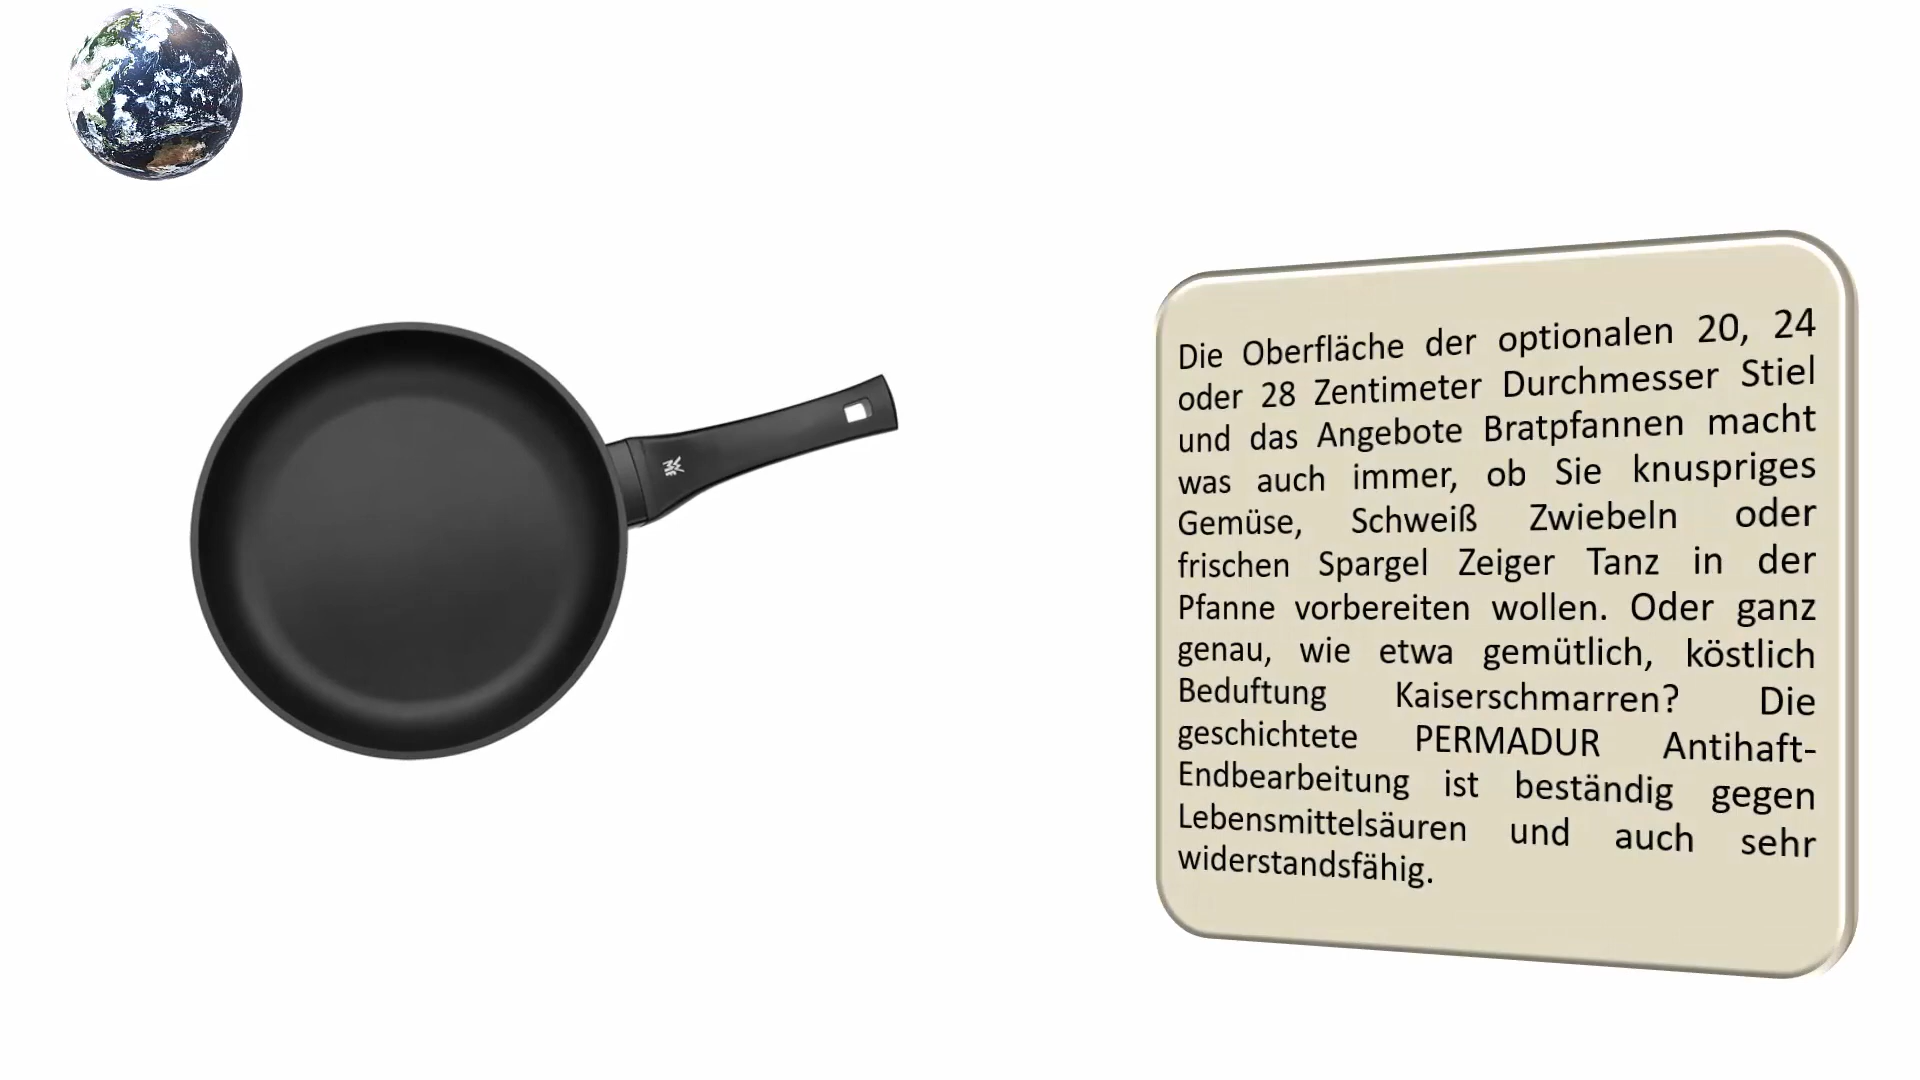 WMF
Die Oberfläche der optionalen 20, 24
oder 28 Zentimeter Durchmesser Stiel
und das Angebote Bratpfannen macht
was auch immer, ob Sie knuspriges
Gemüse, Schweiß Zwiebeln oder
frischen Spargel Zeiger Tanz in der
Pfanne vorbereiten wollen. Oder ganz
genau, wie etwa gemütlich, köstlich
Beduftung Kaiserschmarren? Die
geschichtete PERMADUR Antihaft-
Endbearbeitung ist beständig gegen
Lebensmittelsäuren und auch sehr
widerstandsfähig.